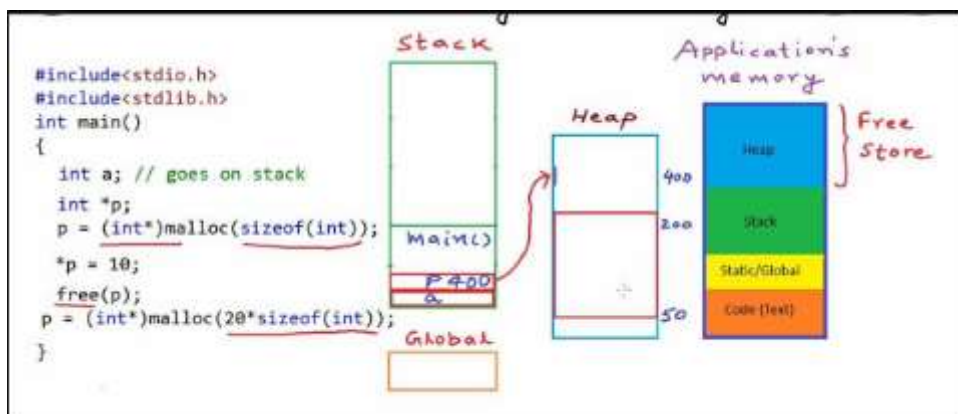 #include<stdio.h>
#include<stdlib.h>
int main()
{
int a; // goes on stack
int *p;
p = (int*)malloc(sizeof(int));
*p = 10;
free(p);
p = (int*)malloc(20*sizeof(int));
}
Stack
main()
P 400
a
Global
Heap
400
200
50
Application's
memory
Heap
Stack
Static/Global
Code (Text)
Free
Store